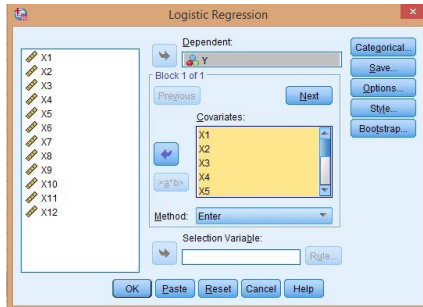 Logistic Regression
X1
X2
X3
X4
X5
X6
X7
X8
X9
X10
X11
X12
Dependent:
Y
Block 1 of 1
Previous
Next
Covariates:
X1
X2
X3
X4
X5
>a*b>
Method:
Enter
Selection Variable:
Rule...
Categorical...
Save...
Options...
Style...
Bootstrap...
OK
Paste
Reset
Cancel
Help